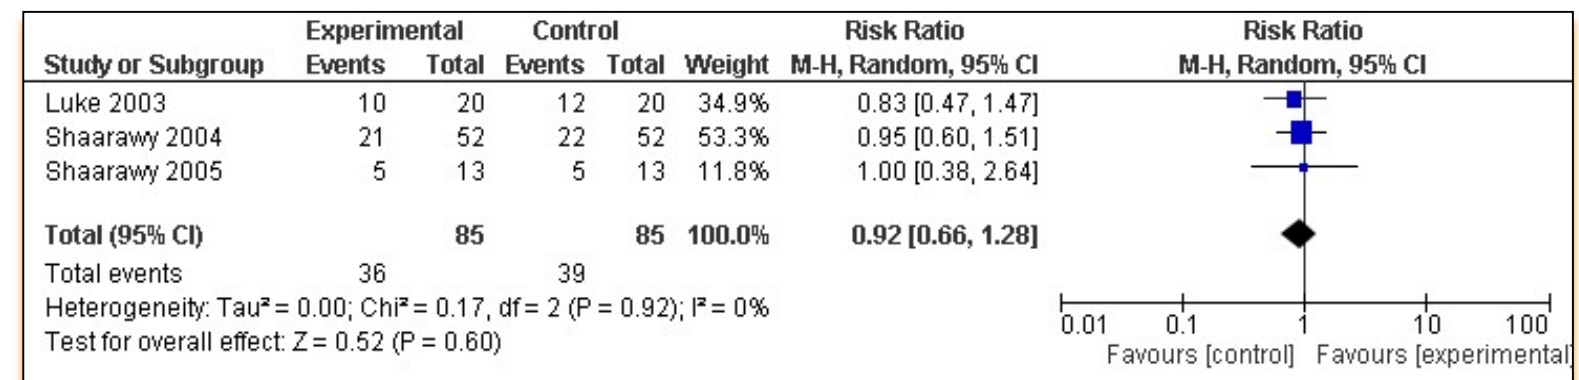 Experimental Control Risk Ratio Risk Ratio
Study or Subgroup Events Total Events Total Weight M-H, Random, 95% CI M-H, Random, 95% CI
Luke 2003 10 20 12 20 34.9% 0.83 [0.47, 1.47]
Shaarawy 2004 21 52 22 52 53.3% 0.95 [0.60, 1.51]
Shaarawy 2005 5 13 5 13 11.8% 1.00 [0.38, 2.64]
Total (95% CI) 85 85 100.0% 0.92 [0.66, 1.28]
Total events 36 39
Heterogeneity: Tau² = 0.00; Chi² = 0.17, df = 2 (P = 0.92); I² = 0%
Test for overall effect: Z = 0.52 (P = 0.60)
0.01 0.1 1 10 100
Favours [control] Favours [experimental]